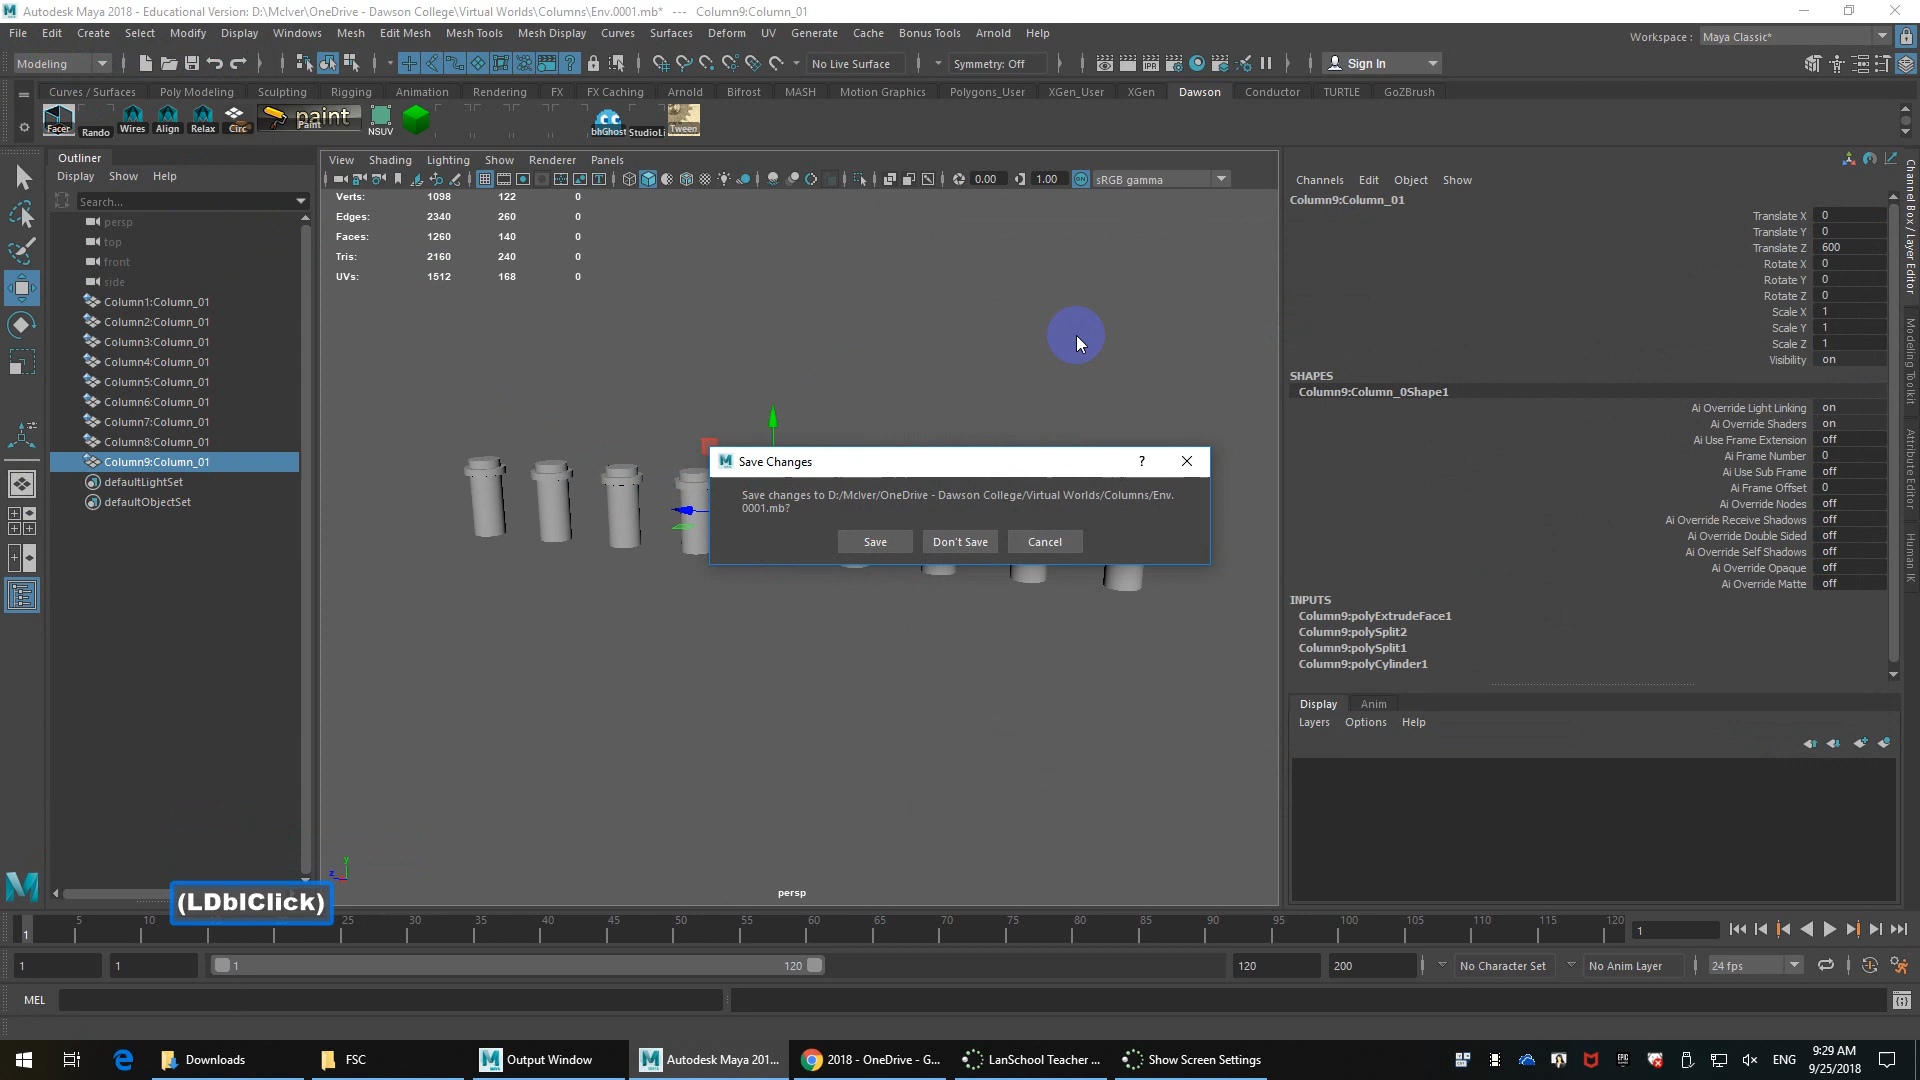 Autodesk Maya 2018 - Educational Version: D:\McIver\OneDrive - Dawson College\Virtual Worlds\Columns\Env.0001.mb* --- Column9:Column_01
File Edit Create Select Modify Display Windows Mesh Edit Mesh Mesh Tools Mesh Display Curves Surfaces Deform UV Generate Cache Bonus Tools Arnold Help
Workspace : Maya Classic*
Modeling No Live Surface Symmetry: Off Sign In
Curves / Surfaces Poly Modeling Sculpting Rigging Animation Rendering FX FX Caching Arnold Bifrost MASH Motion Graphics Polygons_User XGen_User XGen Dawson Conductor TURTLE GoZBrush
Facer Rando Wires Align Relax Circ paint Paint NSUV bhGhost StudioLi Tween
Outliner
Display Show Help
Search...
persp
top
front
side
Column1:Column_01
Column2:Column_01
Column3:Column_01
Column4:Column_01
Column5:Column_01
Column6:Column_01
Column7:Column_01
Column8:Column_01
Column9:Column_01
defaultLightSet
defaultObjectSet
View Shading Lighting Show Renderer Panels
0.00 1.00 ON sRGB gamma
Verts: 1098 122 0
Edges: 2340 260 0
Faces: 1260 140 0
Tris: 2160 240 0
UVs: 1512 168 0
Save Changes
Save changes to D:/McIver/OneDrive - Dawson College/Virtual Worlds/Columns/Env.
0001.mb?
Save Don't Save Cancel
y
z
persp
(LDblClick)
Channels Edit Object Show
Column9:Column_01
Translate X 0
Translate Y 0
Translate Z 600
Rotate X 0
Rotate Y 0
Rotate Z 0
Scale X 1
Scale Y 1
Scale Z 1
Visibility on
SHAPES
Column9:Column_0Shape1
Ai Override Light Linking on
Ai Override Shaders on
Ai Use Frame Extension off
Ai Frame Number 0
Ai Use Sub Frame off
Ai Frame Offset 0
Ai Override Nodes off
Ai Override Receive Shadows off
Ai Override Double Sided off
Ai Override Self Shadows off
Ai Override Opaque off
Ai Override Matte off
INPUTS
Column9:polyExtrudeFace1
Column9:polySplit2
Column9:polySplit1
Column9:polyCylinder1
Display Anim
Layers Options Help
Channel Box / Layer Editor
Modeling Toolkit
Attribute Editor
Human IK
1 5 10 25 30 35 40 45 50 55 60 65 70 75 80 85 90 95 100 105 110 115 120 1
1 1 1 120 120 200 No Character Set No Anim Layer 24 fps
MEL
Downloads FSC Output Window Autodesk Maya 201... 2018 - OneDrive - G... LanSchool Teacher ... Show Screen Settings
ENG
9:29 AM
9/25/2018